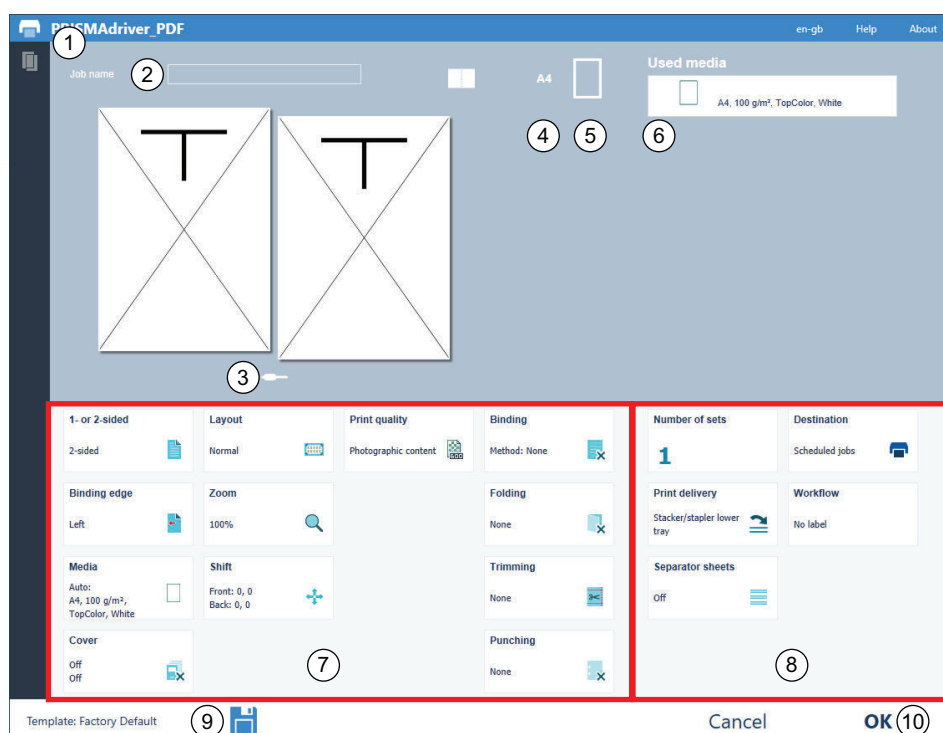 PRISMAdriver_PDF
en-gb Help About
1
Job name 2
A4
Used media
A4, 100 g/m², TopColor, White
4 5 6
T T
3
1- or 2-sided
2-sided
Layout
Normal
Print quality
Photographic content
Binding
Method: None
Binding edge
Left
Zoom
100%
Folding
None
Media
Auto:
A4, 100 g/m²,
TopColor, White
Shift
Front: 0, 0
Back: 0, 0
Trimming
None
Cover
Off
Off
7
Punching
None
Number of sets
1
Destination
Scheduled jobs
Print delivery
Stacker/stapler lower
tray
Workflow
No label
Separator sheets
Off
8
Template: Factory Default 9
Cancel OK 10